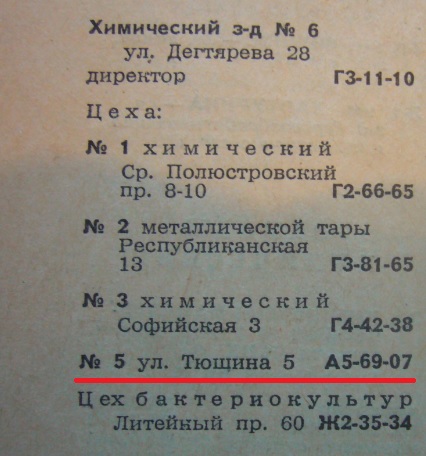 Химический з-д № 6
ул. Дегтярева 28
директор Г3-11-10
Цеха:
№ 1 химический
Ср. Полюстровский
пр. 8-10 Г2-66-65
№ 2 металлической тары
Республиканская
13 Г3-81-65
№ 3 химический
Софийская 3 Г4-42-38
№ 5 ул. Тющина 5 А5-69-07
Цех бактериокультур
Литейный пр. 60 Ж2-35-34